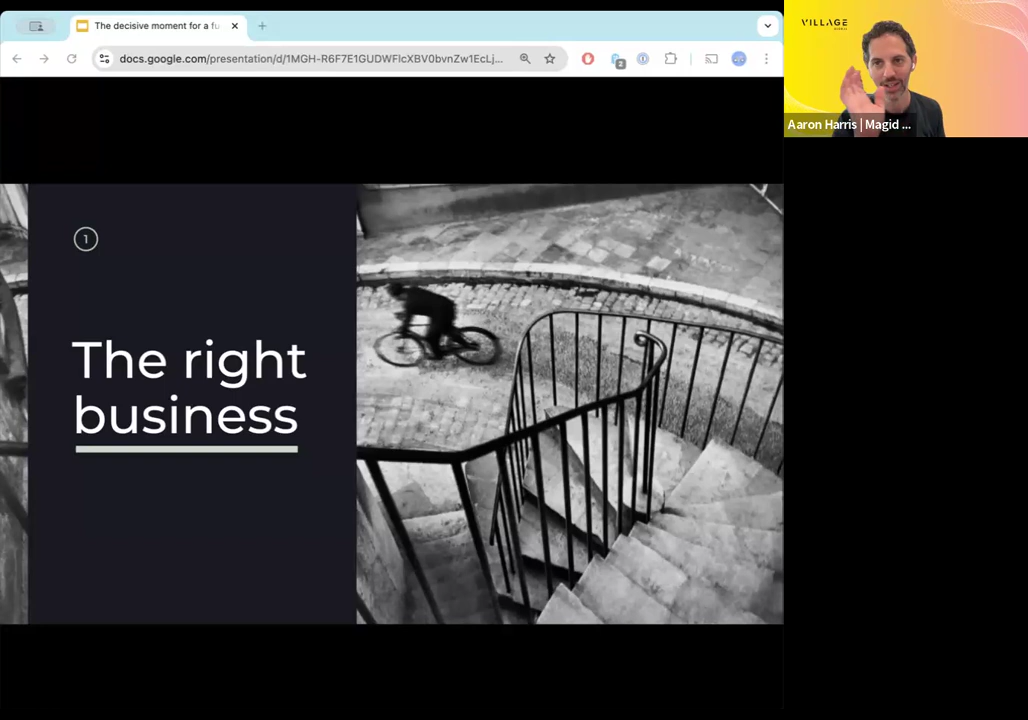 The decisive moment for a fu
docs.google.com/presentation/d/1MGH-R6F7E1GUDWFlcXBV0bvnZw1EcLj...
2
VILLAGE
Aaron Harris | Magid ...
1
The right
business